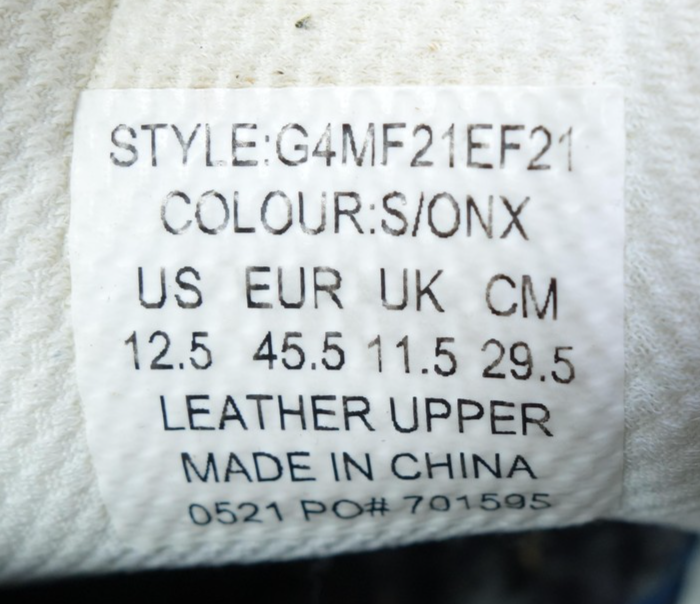 STYLE:G4MF21EF21
COLOUR:S/ONX
US EUR UK CM
12.5 45.5 11.5 29.5
LEATHER UPPER
MADE IN CHINA
0521 PO# 701595